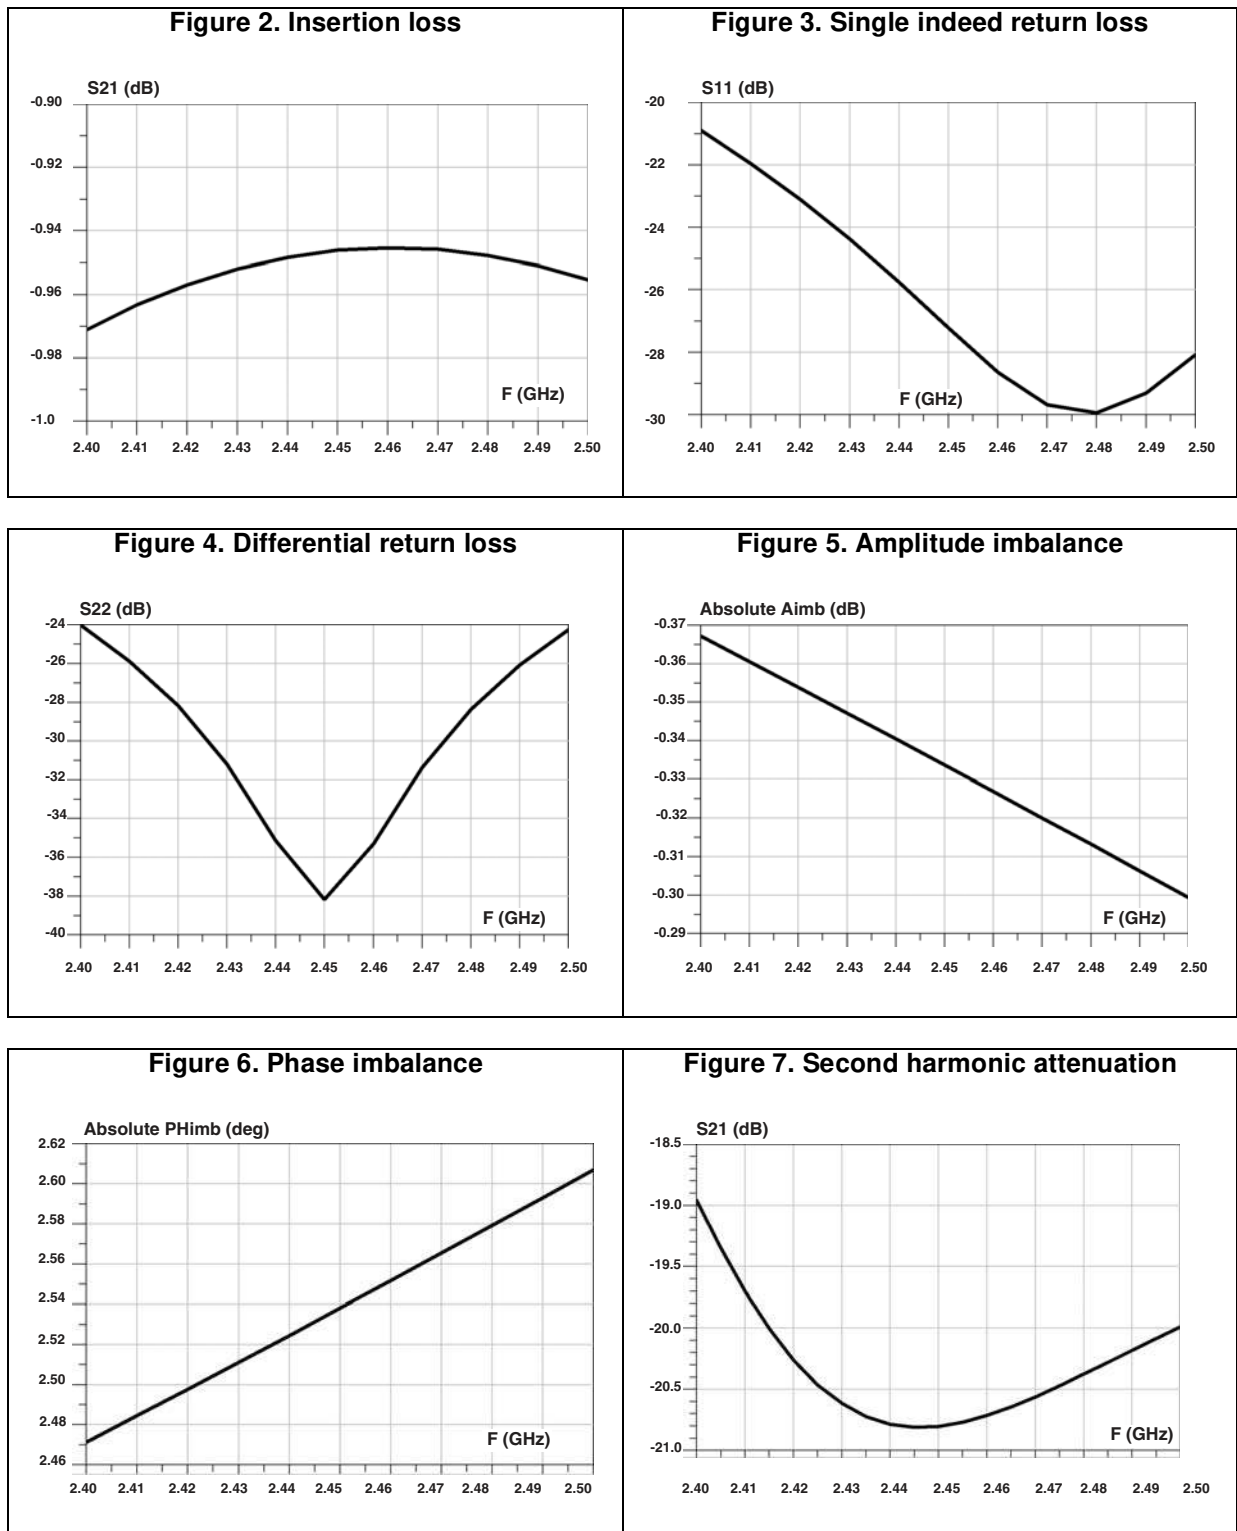 Figure 2. Insertion loss
S21 (dB)
-0.90
-0.92
-0.94
-0.96
-0.98
-1.0
F (GHz)
2.40 2.41 2.42 2.43 2.44 2.45 2.46 2.47 2.48 2.49 2.50
Figure 3. Single indeed return loss
S11 (dB)
-20
-22
-24
-26
-28
-30
F (GHz)
2.40 2.41 2.42 2.43 2.44 2.45 2.46 2.47 2.48 2.49 2.50
Figure 4. Differential return loss
S22 (dB)
-24
-26
-28
-30
-32
-34
-36
-38
-40
F (GHz)
2.40 2.41 2.42 2.43 2.44 2.45 2.46 2.47 2.48 2.49 2.50
Figure 5. Amplitude imbalance
Absolute Aimb (dB)
-0.37
-0.36
-0.35
-0.34
-0.33
-0.32
-0.31
-0.30
-0.29
F (GHz)
2.40 2.41 2.42 2.43 2.44 2.45 2.46 2.47 2.48 2.49 2.50
Figure 6. Phase imbalance
Absolute PHimb (deg)
2.62
2.60
2.58
2.56
2.54
2.52
2.50
2.48
2.46
F (GHz)
2.40 2.41 2.42 2.43 2.44 2.45 2.46 2.47 2.48 2.49 2.50
Figure 7. Second harmonic attenuation
S21 (dB)
-18.5
-19.0
-19.5
-20.0
-20.5
-21.0
F (GHz)
2.40 2.41 2.42 2.43 2.44 2.45 2.46 2.47 2.48 2.49 2.50